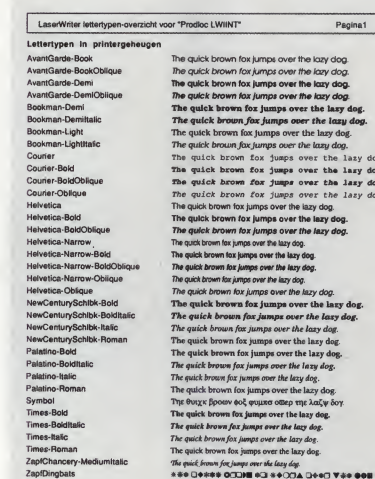 LaserWriter lettertypen-overzicht voor "Prodloc LWIINT" Pagina1
Lettertypen in printergeheugen
AvantGarde-Book The quick brown fox jumps over the lazy dog.
AvantGarde-BookOblique The quick brown fox jumps over the lazy dog.
AvantGarde-Demi The quick brown fox jumps over the lazy dog.
AvantGarde-DemiOblique The quick brown fox jumps over the lazy dog.
Bookman-Demi The quick brown fox jumps over the lazy dog.
Bookman-DemiItalic The quick brown fox jumps over the lazy dog.
Bookman-Light The quick brown fox jumps over the lazy dog.
Bookman-LightItalic The quick brown fox jumps over the lazy dog.
Courier The quick brown fox jumps over the lazy do
Courier-Bold The quick brown fox jumps over the lazy do
Courier-BoldOblique The quick brown fox jumps over the lazy do
Courier-Oblique The quick brown fox jumps over the lazy do
Helvetica The quick brown fox jumps over the lazy dog.
Helvetica-Bold The quick brown fox jumps over the lazy dog.
Helvetica-BoldOblique The quick brown fox jumps over the lazy dog.
Helvetica-Narrow The quick brown fox jumps over the lazy dog.
Helvetica-Narrow-Bold The quick brown fox jumps over the lazy dog.
Helvetica-Narrow-BoldOblique The quick brown fox jumps over the lazy dog.
Helvetica-Narrow-Oblique The quick brown fox jumps over the lazy dog.
Helvetica-Oblique The quick brown fox jumps over the lazy dog.
NewCenturySchlbk-Bold The quick brown fox jumps over the lazy dog.
NewCenturySchlbk-BoldItalic The quick brown fox jumps over the lazy dog.
NewCenturySchlbk-Italic The quick brown fox jumps over the lazy dog.
NewCenturySchlbk-Roman The quick brown fox jumps over the lazy dog.
Palatino-Bold The quick brown fox jumps over the lazy dog.
Palatino-BoldItalic The quick brown fox jumps over the lazy dog.
Palatino-Italic The quick brown fox jumps over the lazy dog.
Palatino-Roman The quick brown fox jumps over the lazy dog.
Symbol Τηε θυιχκ βροων φοξ φυμπσ οπερ τηε λαζψ δογ.
Times-Bold The quick brown fox jumps over the lazy dog.
Times-BoldItalic The quick brown fox jumps over the lazy dog.
Times-Italic The quick brown fox jumps over the lazy dog.
Times-Roman The quick brown fox jumps over the lazy dog.
ZapfChancery-MediumItalic The quick brown fox jumps over the lazy dog.
ZapfDingbats